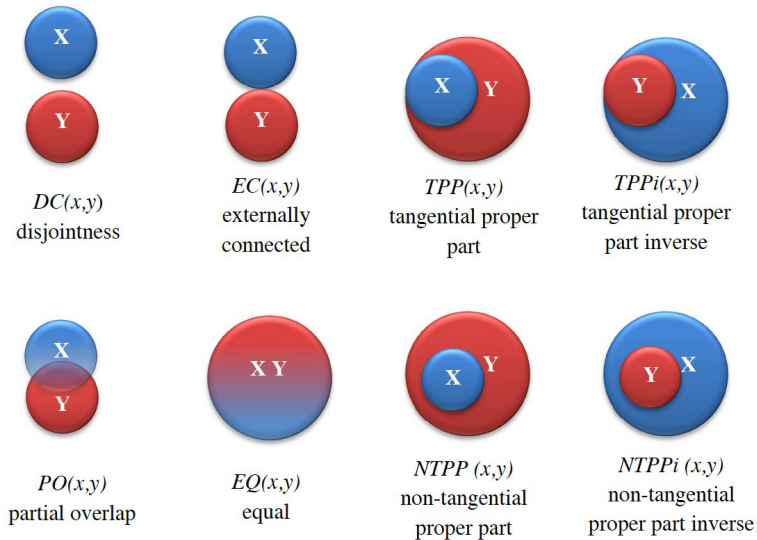 X
Y
DC(x,y)
disjointness
X
Y
EC(x,y)
externally
connected
X Y
TPP(x,y)
tangential proper
part
Y X
TPPi(x,y)
tangential proper
part inverse
X
Y
PO(x,y)
partial overlap
X Y
EQ(x,y)
equal
X Y
NTPP (x,y)
non-tangential
proper part
Y X
NTPPi (x,y)
non-tangential
proper part inverse